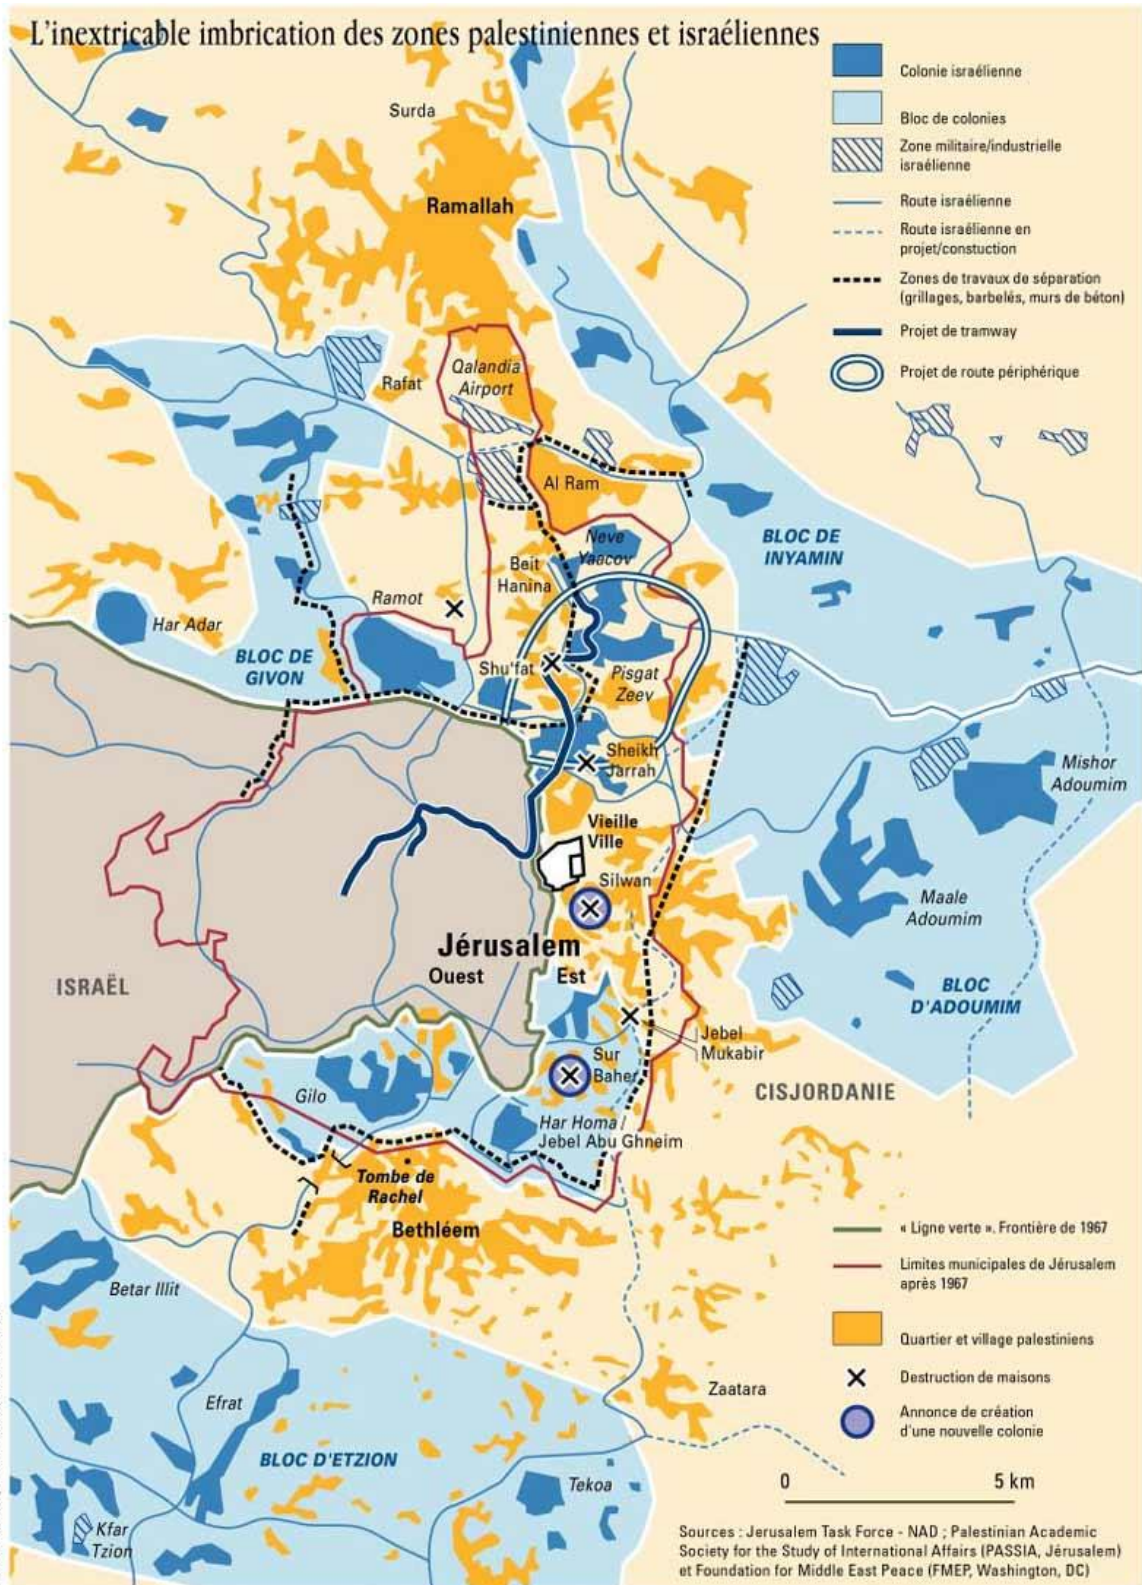 L'inextricable imbrication des zones palestiniennes et israéliennes
Colonie israélienne
Bloc de colonies
Zone militaire/industrielle
israélienne
Route israélienne
Route israélienne en
projet/constuction
Zones de travaux de séparation
(grillages, barbelés, murs de béton)
Projet de tramway
Projet de route périphérique
Surda
Ramallah
Rafat
Qalandia
Airport
Al Ram
Neve
Yaacov
BLOC DE
INYAMIN
Beit
Hanina
Ramot
Har Adar
BLOC DE
GIVON
Shu'fat
Pisgat
Zeev
Sheikh
Jarrah
Mishor
Adoumim
Vieille
Ville
Silwan
Maale
Adoumim
Jérusalem
Ouest
Est
ISRAËL
BLOC
D'ADOUMIM
Jebel
Mukabir
Sur
Baher
CISJORDANIE
Gilo
Har Homa
Jebel Abu Ghneim
Tombe de
Rachel
Bethléem
« Ligne verte ». Frontière de 1967
Limites municipales de Jérusalem
après 1967
Quartier et village palestiniens
Destruction de maisons
Annonce de création
d'une nouvelle colonie
Betar Illit
Zaatara
Efrat
BLOC D'ETZION
Tekoa
Kfar
Tzion
0
5 km
Sources : Jerusalem Task Force - NAD ; Palestinian Academic
Society for the Study of International Affairs (PASSIA, Jérusalem)
et Foundation for Middle East Peace (FMEP, Washington, DC)